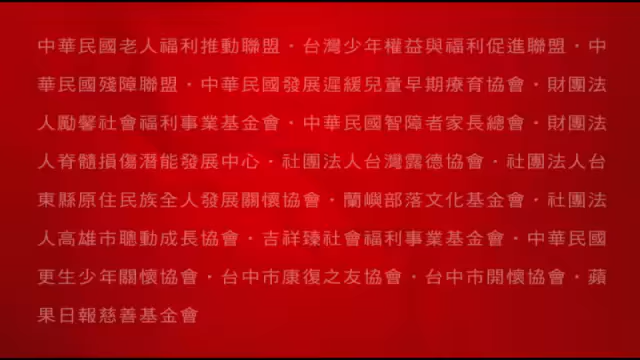 中華民國老人福利推動聯盟・台灣少年權益與福利促進聯盟・中
華民國殘障聯盟・中華民國發展遲緩兒童早期療育協會・財團法
人勵馨社會福利事業基金會・中華民國智障者家長總會・財團法
人脊髓損傷潛能發展中心・社團法人台灣露德協會・社團法人台
東縣原住民族全人發展關懷協會・蘭嶼部落文化基金會・社團法
人高雄市聰動成長協會・吉祥臻社會福利事業基金會・中華民國
更生少年關懷協會・台中市康復之友協會・台中市開懷協會・蘋
果日報慈善基金會